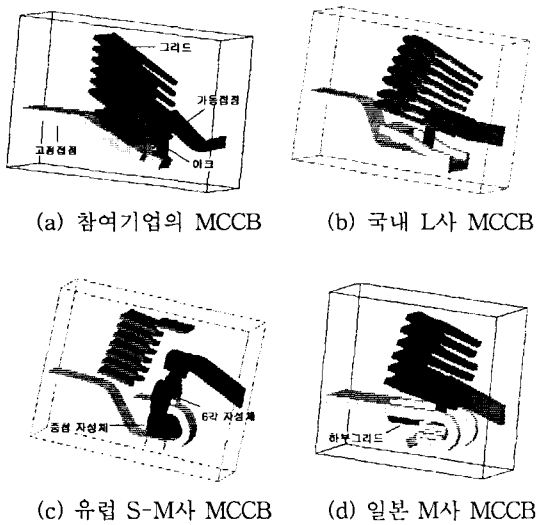 그리드
가동접점
고정접점
아크
(a) 참여기업의 MCCB
(b) 국내 L사 MCCB
6각 자성체
중심 자성체
하부그리드
(c) 유럽 S-M사 MCCB
(d) 일본 M사 MCCB